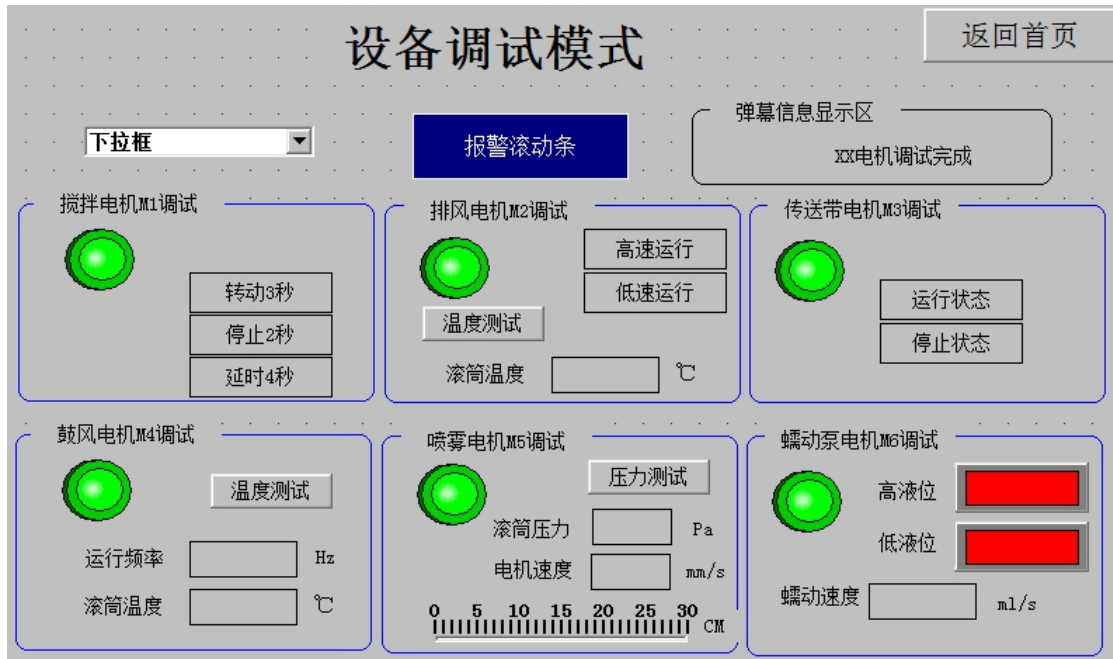 设备调试模式
返回首页
下拉框
报警滚动条
弹幕信息显示区
XX电机调试完成
搅拌电机M1调试
转动3秒
停止2秒
延时4秒
排风电机M2调试
高速运行
低速运行
温度测试
滚筒温度 ℃
传送带电机M3调试
运行状态
停止状态
鼓风电机M4调试
温度测试
运行频率 Hz
滚筒温度 ℃
喷雾电机M5调试
压力测试
滚筒压力 Pa
电机速度 mm/s
0 5 10 15 20 25 30
CM
蠕动泵电机M6调试
高液位
低液位
蠕动速度 ml/s